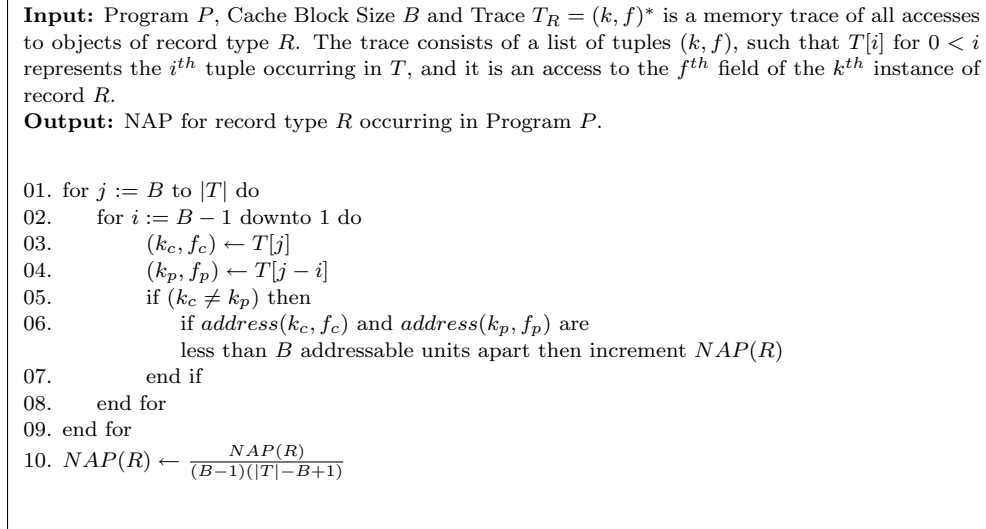 Input: Program P, Cache Block Size B and Trace T_R = (k, f)* is a memory trace of all accesses
to objects of record type R. The trace consists of a list of tuples (k, f), such that T[i] for 0 < i
represents the i^{th} tuple occurring in T, and it is an access to the f^{th} field of the k^{th} instance of
record R.
Output: NAP for record type R occurring in Program P.
01. for j := B to |T| do
02. for i := B − 1 downto 1 do
03. (k_c, f_c) ← T[j]
04. (k_p, f_p) ← T[j − i]
05. if (k_c ≠ k_p) then
06. if address(k_c, f_c) and address(k_p, f_p) are
less than B addressable units apart then increment NAP(R)
07. end if
08. end for
09. end for
10. NAP(R) ← \frac{NAP(R)}{(B−1)(|T|−B+1)}